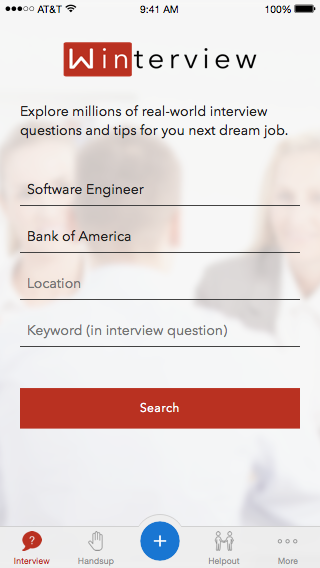 AT&T
9:41 AM
100%
Winterview
Explore millions of real-world interview
questions and tips for you next dream job.
Software Engineer
Bank of America
Location
Keyword (in interview question)
Search
?
+
Interview
Handsup
Helpout
More